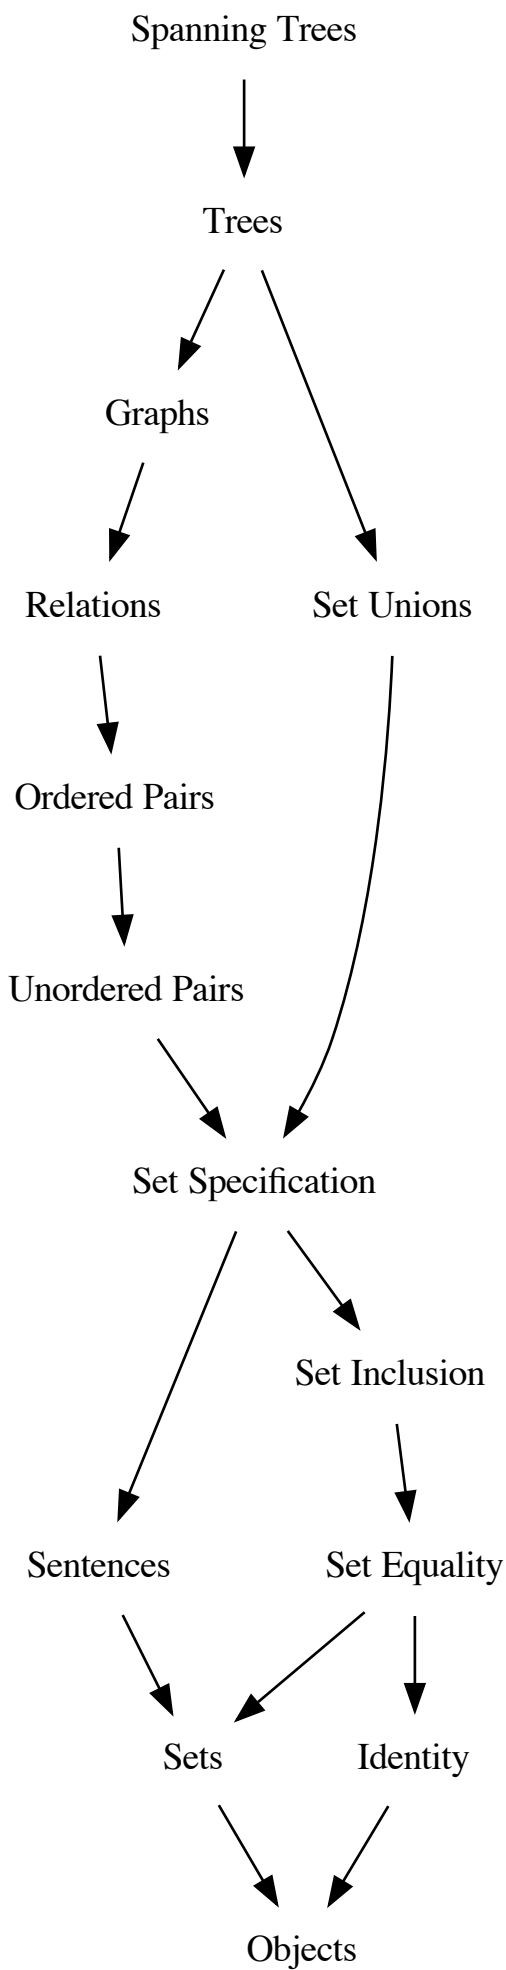 Spanning Trees
Trees
Graphs
Relations
Set Unions
Ordered Pairs
Unordered Pairs
Set Specification
Set Inclusion
Sentences
Set Equality
Sets
Identity
Objects